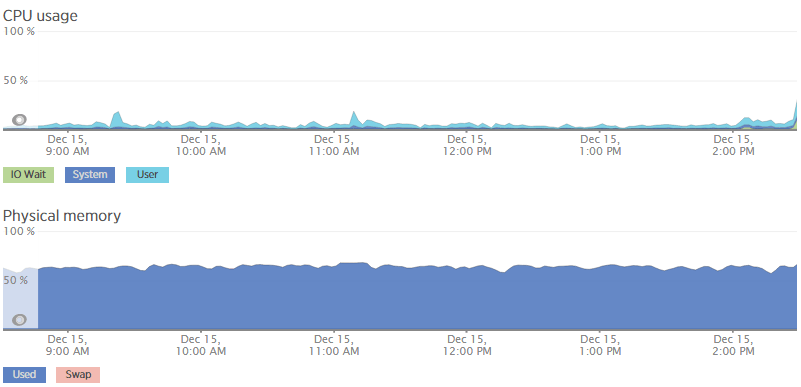 CPU usage
100 %
50 %
Dec 15, Dec 15, Dec 15, Dec 15, Dec 15, Dec 15,
9:00 AM 10:00 AM 11:00 AM 12:00 PM 1:00 PM 2:00 PM
IO Wait System User
Physical memory
100 %
50 %
Dec 15, Dec 15, Dec 15, Dec 15, Dec 15, Dec 15,
9:00 AM 10:00 AM 11:00 AM 12:00 PM 1:00 PM 2:00 PM
Used Swap